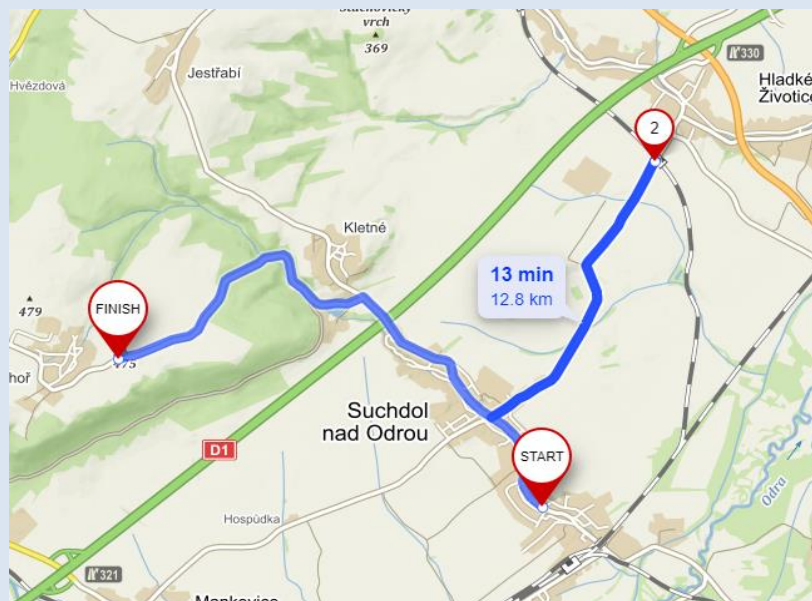 vrch
369
330
Jestřabí
Hvězdová
Hladké
Životice
2
Kletné
13 min
12.8 km
479
FINISH
475
hoř
Suchdol
nad Odrou
D1
START
Odra
Hospůdka
321
Mankovice